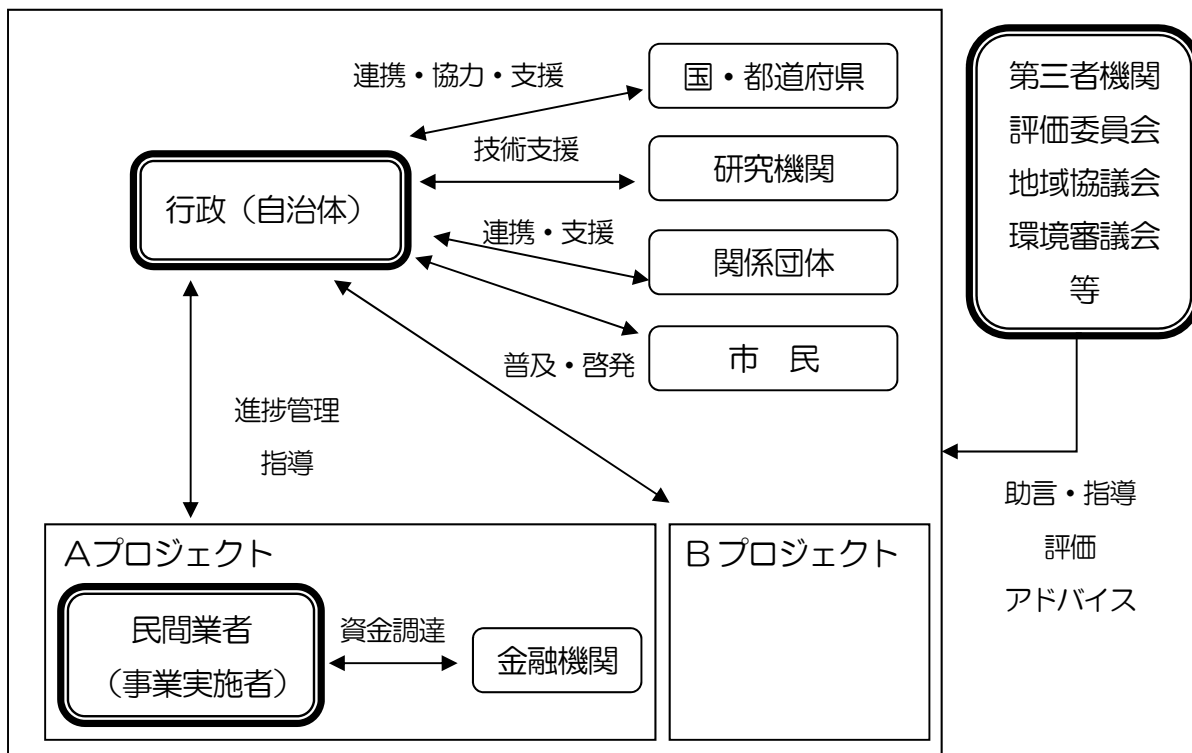 連携・協力・支援
国・都道府県
技術支援
研究機関
行政（自治体）
連携・支援
関係団体
普及・啓発
市　民
進捗管理
指導
Ａプロジェクト
民間業者
（事業実施者）
資金調達
金融機関
Ｂプロジェクト
第三者機関
評価委員会
地域協議会
環境審議会
等
助言・指導
評価
アドバイス